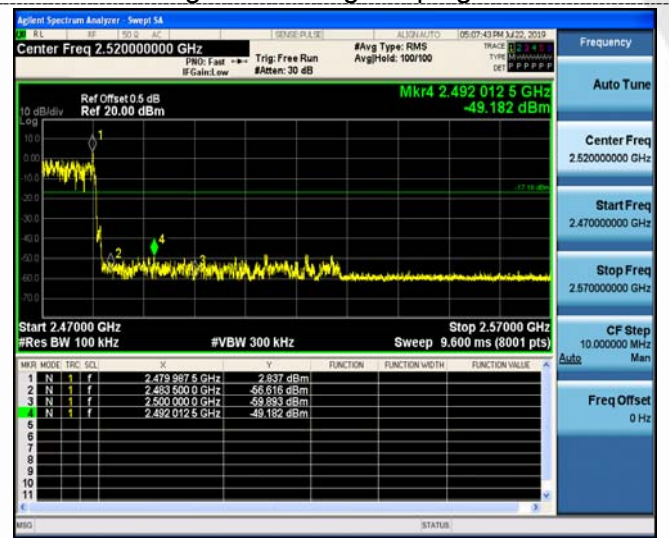 Agilent Spectrum Analyzer - Swept SA
RL RF 50 Ω AC SENSE:PULSE ALIGN AUTO 05:07:43 PM Jul 22, 2019
Center Freq 2.520000000 GHz #Avg Type: RMS TRACE 1 2 3 4 5 6
PNO: Fast Trig: Free Run Avg|Hold: 100/100 TYPE
IFGain:Low #Atten: 30 dB DET P P P P P P
Mkr4 2.492 012 5 GHz
-49.182 dBm
Ref Offset 0.5 dB
10 dB/div Ref 20.00 dBm
Log
10.0
0.00
-10.0
-20.0
-30.0
-40.0
-50.0
-60.0
-70.0
1
2
3
4
-17.16 dBm
Start 2.47000 GHz Stop 2.57000 GHz
#Res BW 100 kHz #VBW 300 kHz Sweep 9.600 ms (8001 pts)
MKR MODE TRC SCL X Y FUNCTION FUNCTION WIDTH FUNCTION VALUE
1 N 1 f 2.479 987 5 GHz 2.837 dBm
2 N 1 f 2.483 500 0 GHz -56.616 dBm
3 N 1 f 2.500 000 0 GHz -59.893 dBm
4 N 1 f 2.492 012 5 GHz -49.182 dBm
5
6
7
8
9
10
11
MSG STATUS
Frequency
Auto Tune
Center Freq
2.520000000 GHz
Start Freq
2.470000000 GHz
Stop Freq
2.570000000 GHz
CF Step
10.000000 MHz
Auto Man
Freq Offset
0 Hz